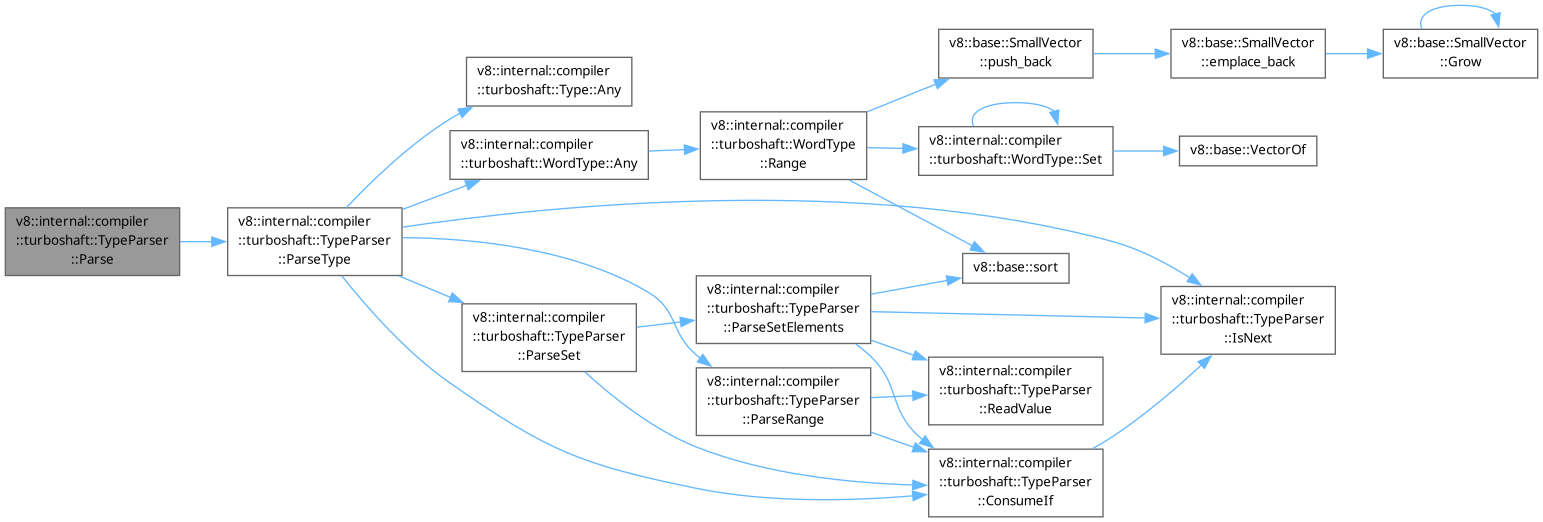 v8::internal::compiler
::turboshaft::TypeParser
::Parse
v8::internal::compiler
::turboshaft::TypeParser
::ParseType
v8::internal::compiler
::turboshaft::Type::Any
v8::internal::compiler
::turboshaft::WordType::Any
v8::internal::compiler
::turboshaft::TypeParser
::ParseSet
v8::internal::compiler
::turboshaft::WordType
::Range
v8::internal::compiler
::turboshaft::TypeParser
::ParseSetElements
v8::internal::compiler
::turboshaft::TypeParser
::ParseRange
v8::base::SmallVector
::push_back
v8::internal::compiler
::turboshaft::WordType::Set
v8::base::sort
v8::internal::compiler
::turboshaft::TypeParser
::ReadValue
v8::internal::compiler
::turboshaft::TypeParser
::ConsumeIf
v8::base::SmallVector
::emplace_back
v8::base::VectorOf
v8::internal::compiler
::turboshaft::TypeParser
::IsNext
v8::base::SmallVector
::Grow